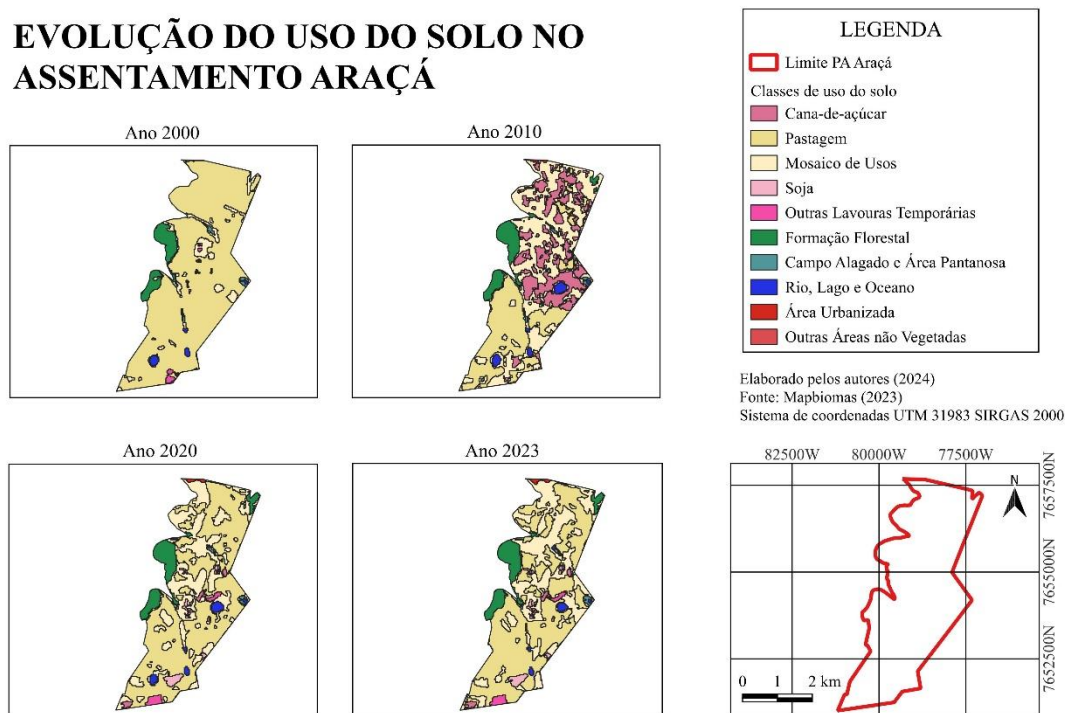 EVOLUÇÃO DO USO DO SOLO NO
ASSENTAMENTO ARAÇÁ
LEGENDA
Limite PA Araçá
Classes de uso do solo
Cana-de-açúcar
Pastagem
Mosaico de Usos
Soja
Outras Lavouras Temporárias
Formação Florestal
Campo Alagado e Área Pantanosa
Rio, Lago e Oceano
Área Urbanizada
Outras Áreas não Vegetadas
Ano 2000
Ano 2010
Elaborado pelos autores (2024)
Fonte: Mapbiomas (2023)
Sistema de coordenadas UTM 31983 SIRGAS 2000
Ano 2020
Ano 2023
82500W
80000W
77500W
N
7657500N
7655000N
7652500N
0 1 2 km